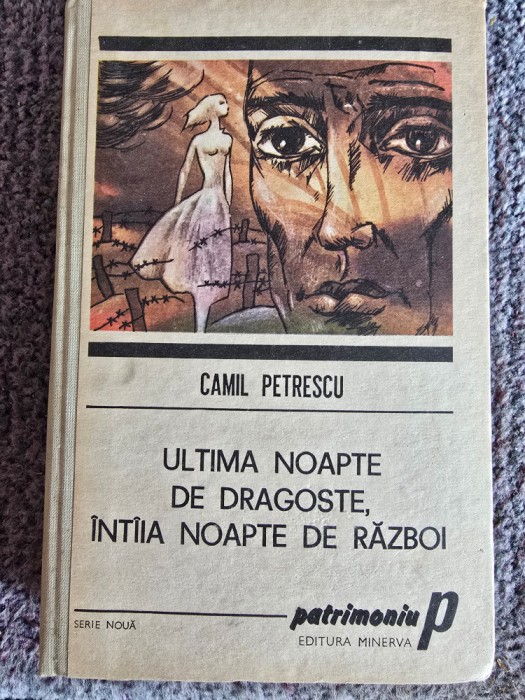 CAMIL PETRESCU
ULTIMA NOAPTE
DE DRAGOSTE,
ÎNTÎIA NOAPTE DE RĂZBOI
SERIE NOUĂ
patrimoniu P
EDITURA MINERVA